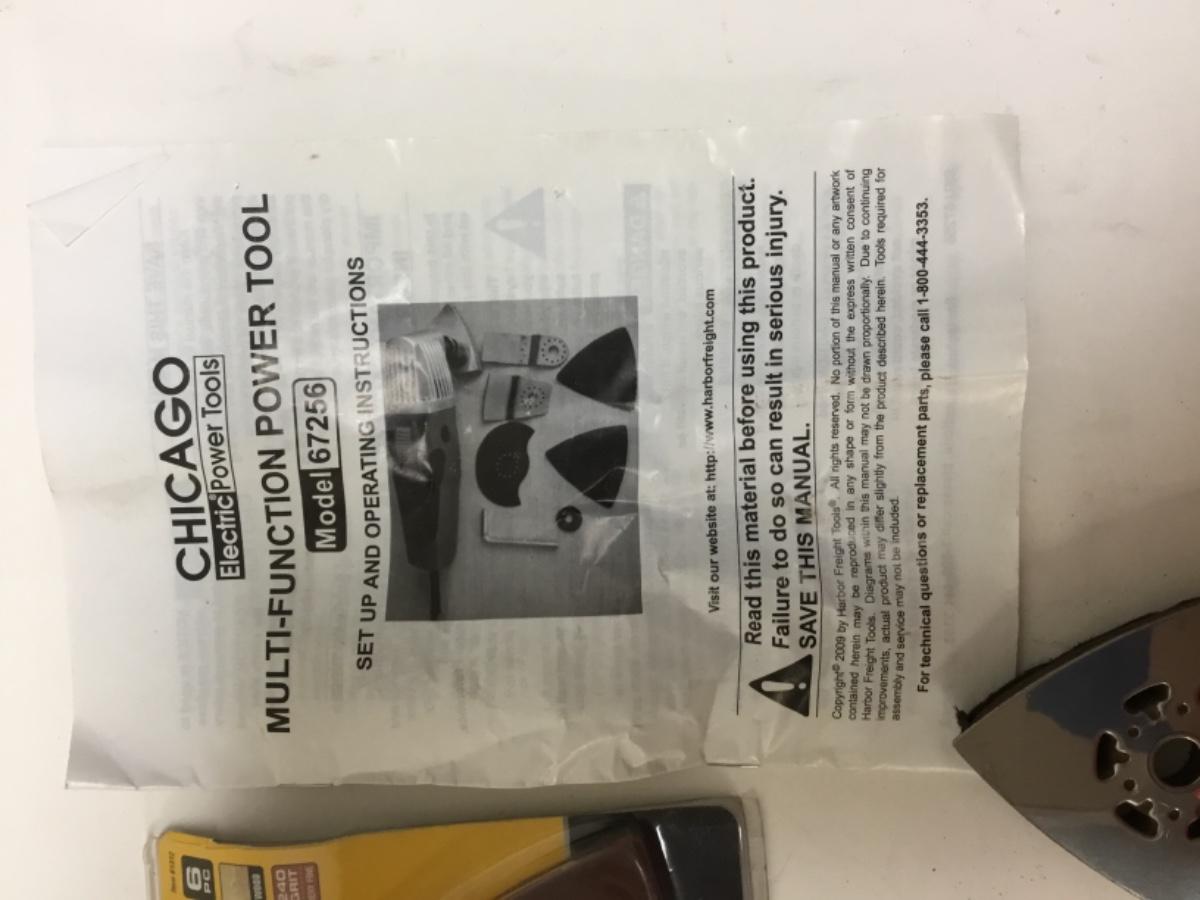 CHICAGO
Electric® Power Tools
MULTI-FUNCTION POWER TOOL
Model 67256
SET UP AND OPERATING INSTRUCTIONS
Visit our website at: http://www.harborfreight.com
Read this material before using this product.
Failure to do so can result in serious injury.
SAVE THIS MANUAL.
Copyright© 2009 by Harbor Freight Tools®. All rights reserved. No portion of this manual or any artwork
contained herein may be reproduced in any shape or form without the express written consent of
Harbor Freight Tools. Diagrams within this manual may not be drawn proportionally. Due to continuing
improvements, actual product may differ slightly from the product described herein. Tools required for
assembly and service may not be included.
For technical questions or replacement parts, please call 1-800-444-3353.
6
PC
WOOD
240
GRIT